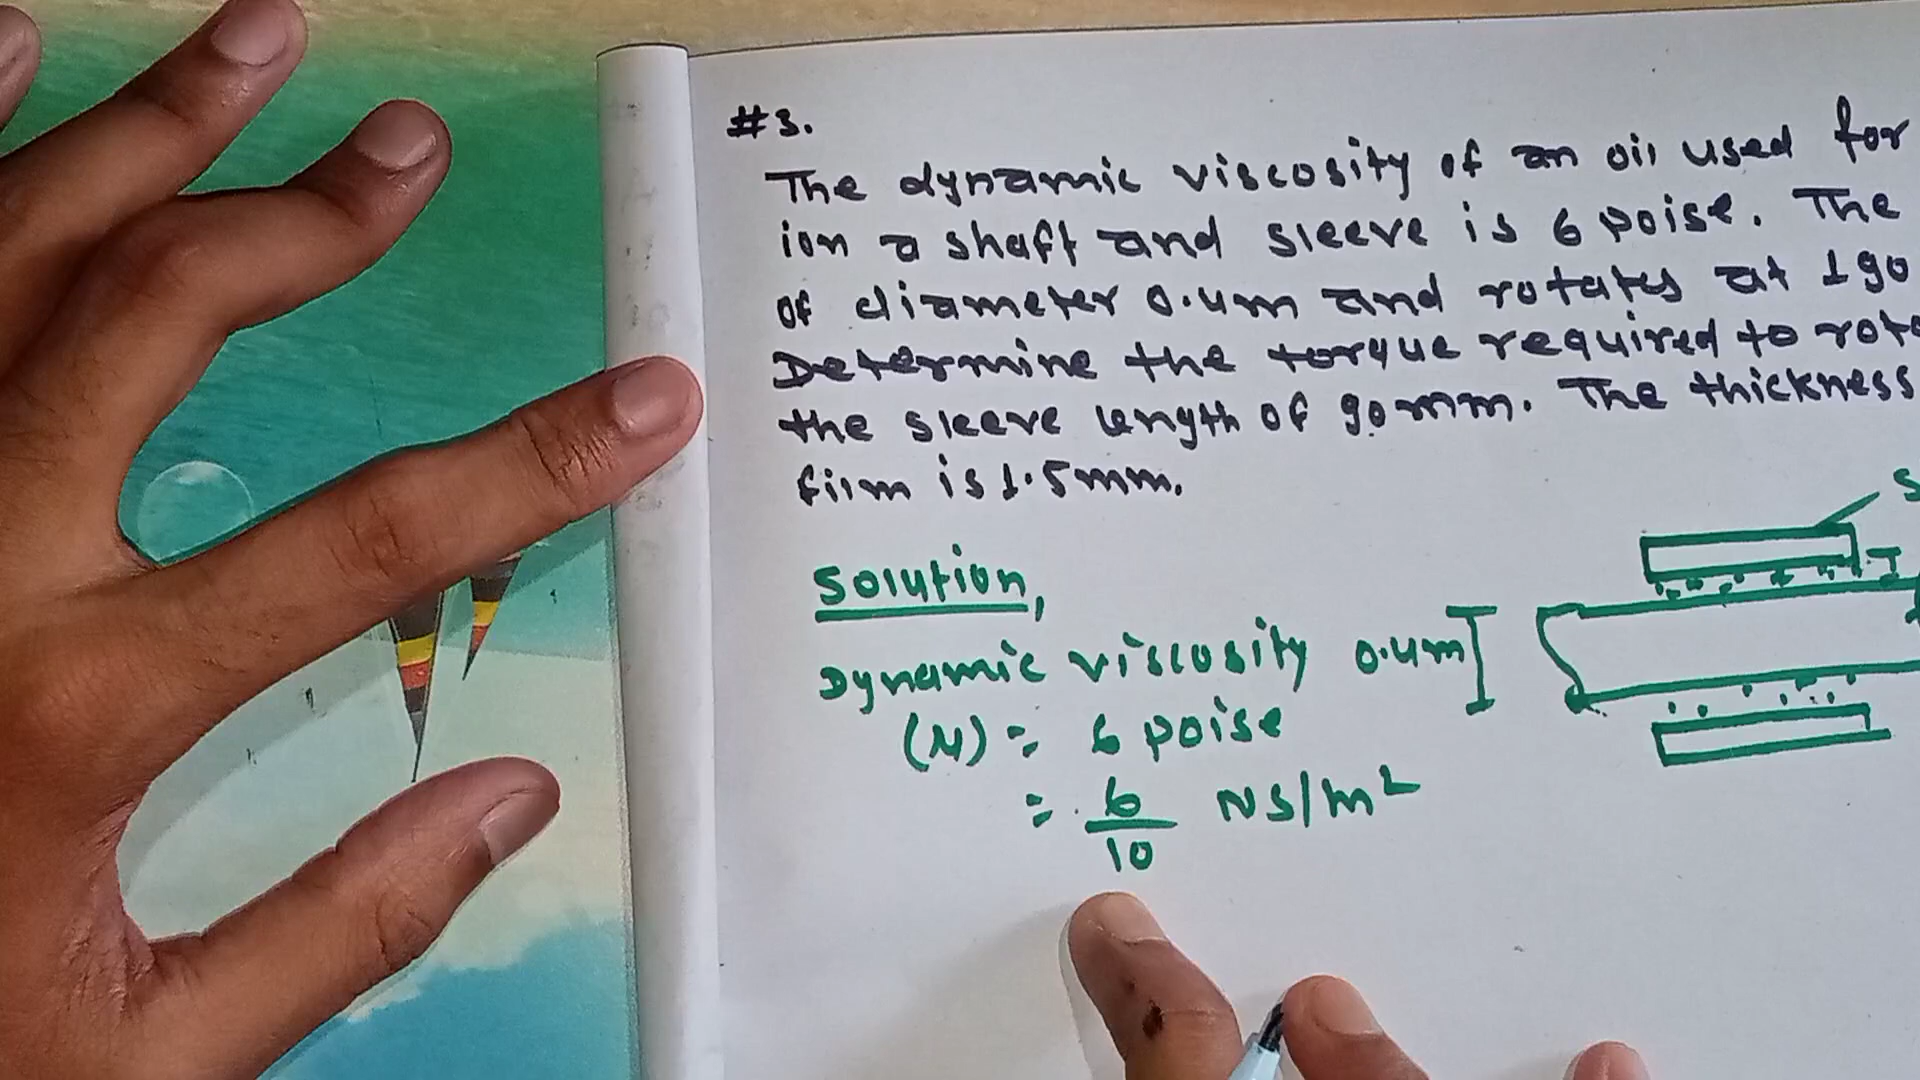 #3.
The dynamic viscosity of an oil used for
ion a shaft and sleeve is 6 poise. The
of diameter 0.4m and rotates at 190
Determine the torque required to rota
the sleeve length of 90mm. The thickness
film is 1.5mm.
S
Solution,
Dynamic viscosity 0.4m
(μ) = 6 poise
= 6/10 NS/m²